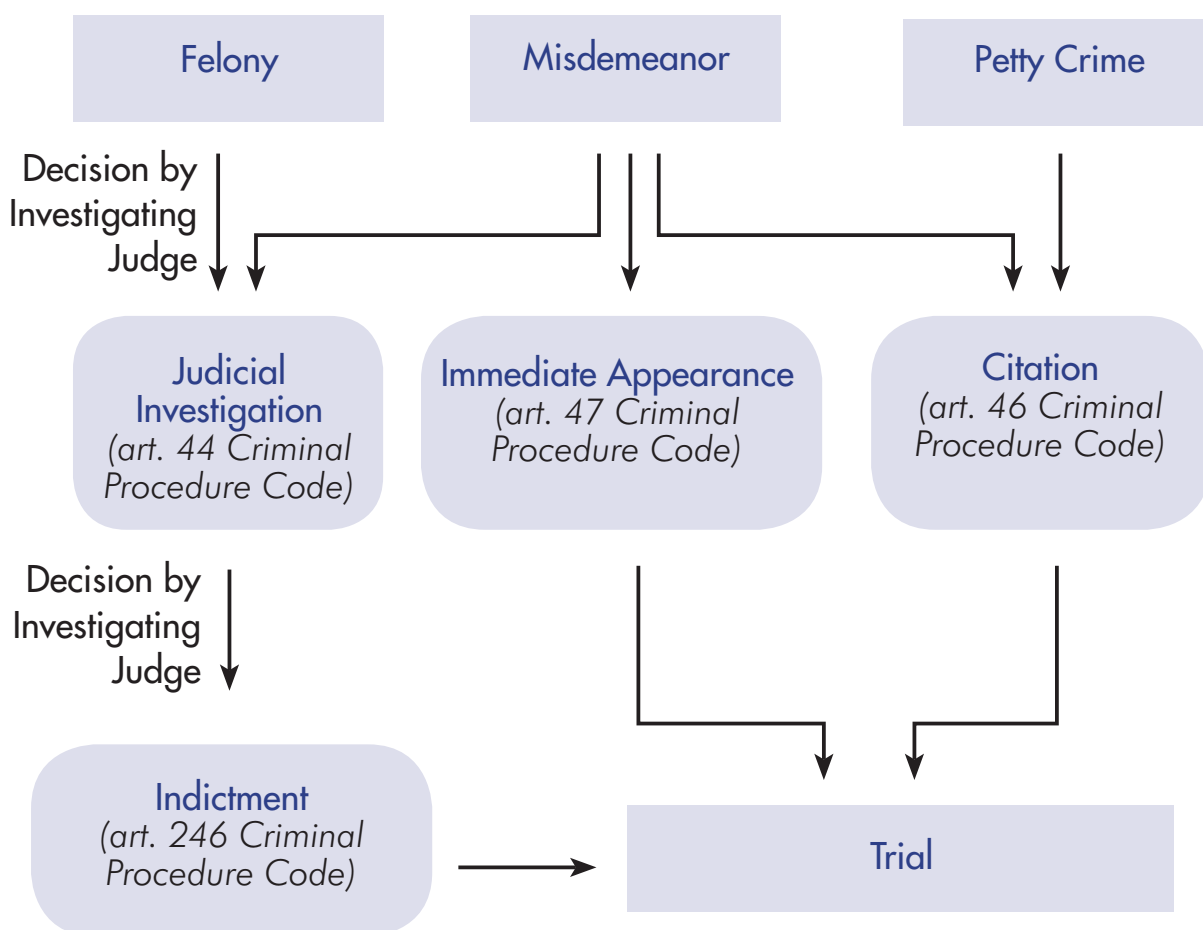 Felony
Misdemeanor
Petty Crime
Decision by
Investigating
Judge
Judicial
Investigation
(art. 44 Criminal
Procedure Code)
Immediate Appearance
(art. 47 Criminal
Procedure Code)
Citation
(art. 46 Criminal
Procedure Code)
Decision by
Investigating
Judge
Indictment
(art. 246 Criminal
Procedure Code)
Trial